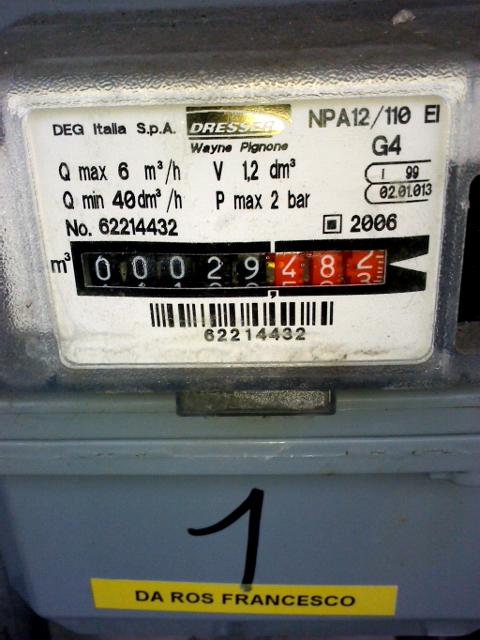 DEG Italia S.p.A. DRESSER NPA12/110 El
Wayne Pignone G4
Q max 6 m³/h V 1,2 dm³ I 99
Q min 40dm³/h P max 2 bar 02.01.013
No. 62214432 2006
m³ 00029,482
62214432
1
DA ROS FRANCESCO